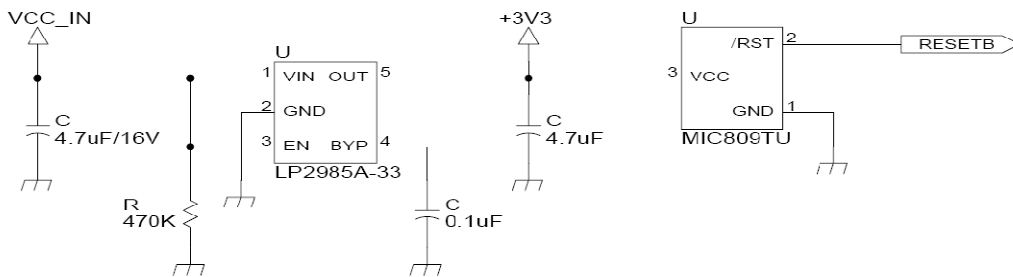 VCC_IN
+3V3
U
1 VIN OUT 5
2 GND
3 EN BYP 4
LP2985A-33
C
4.7uF/16V
R
470K
C
0.1uF
C
4.7uF
U
/RST 2
3 VCC
GND 1
MIC809TU
RESETB